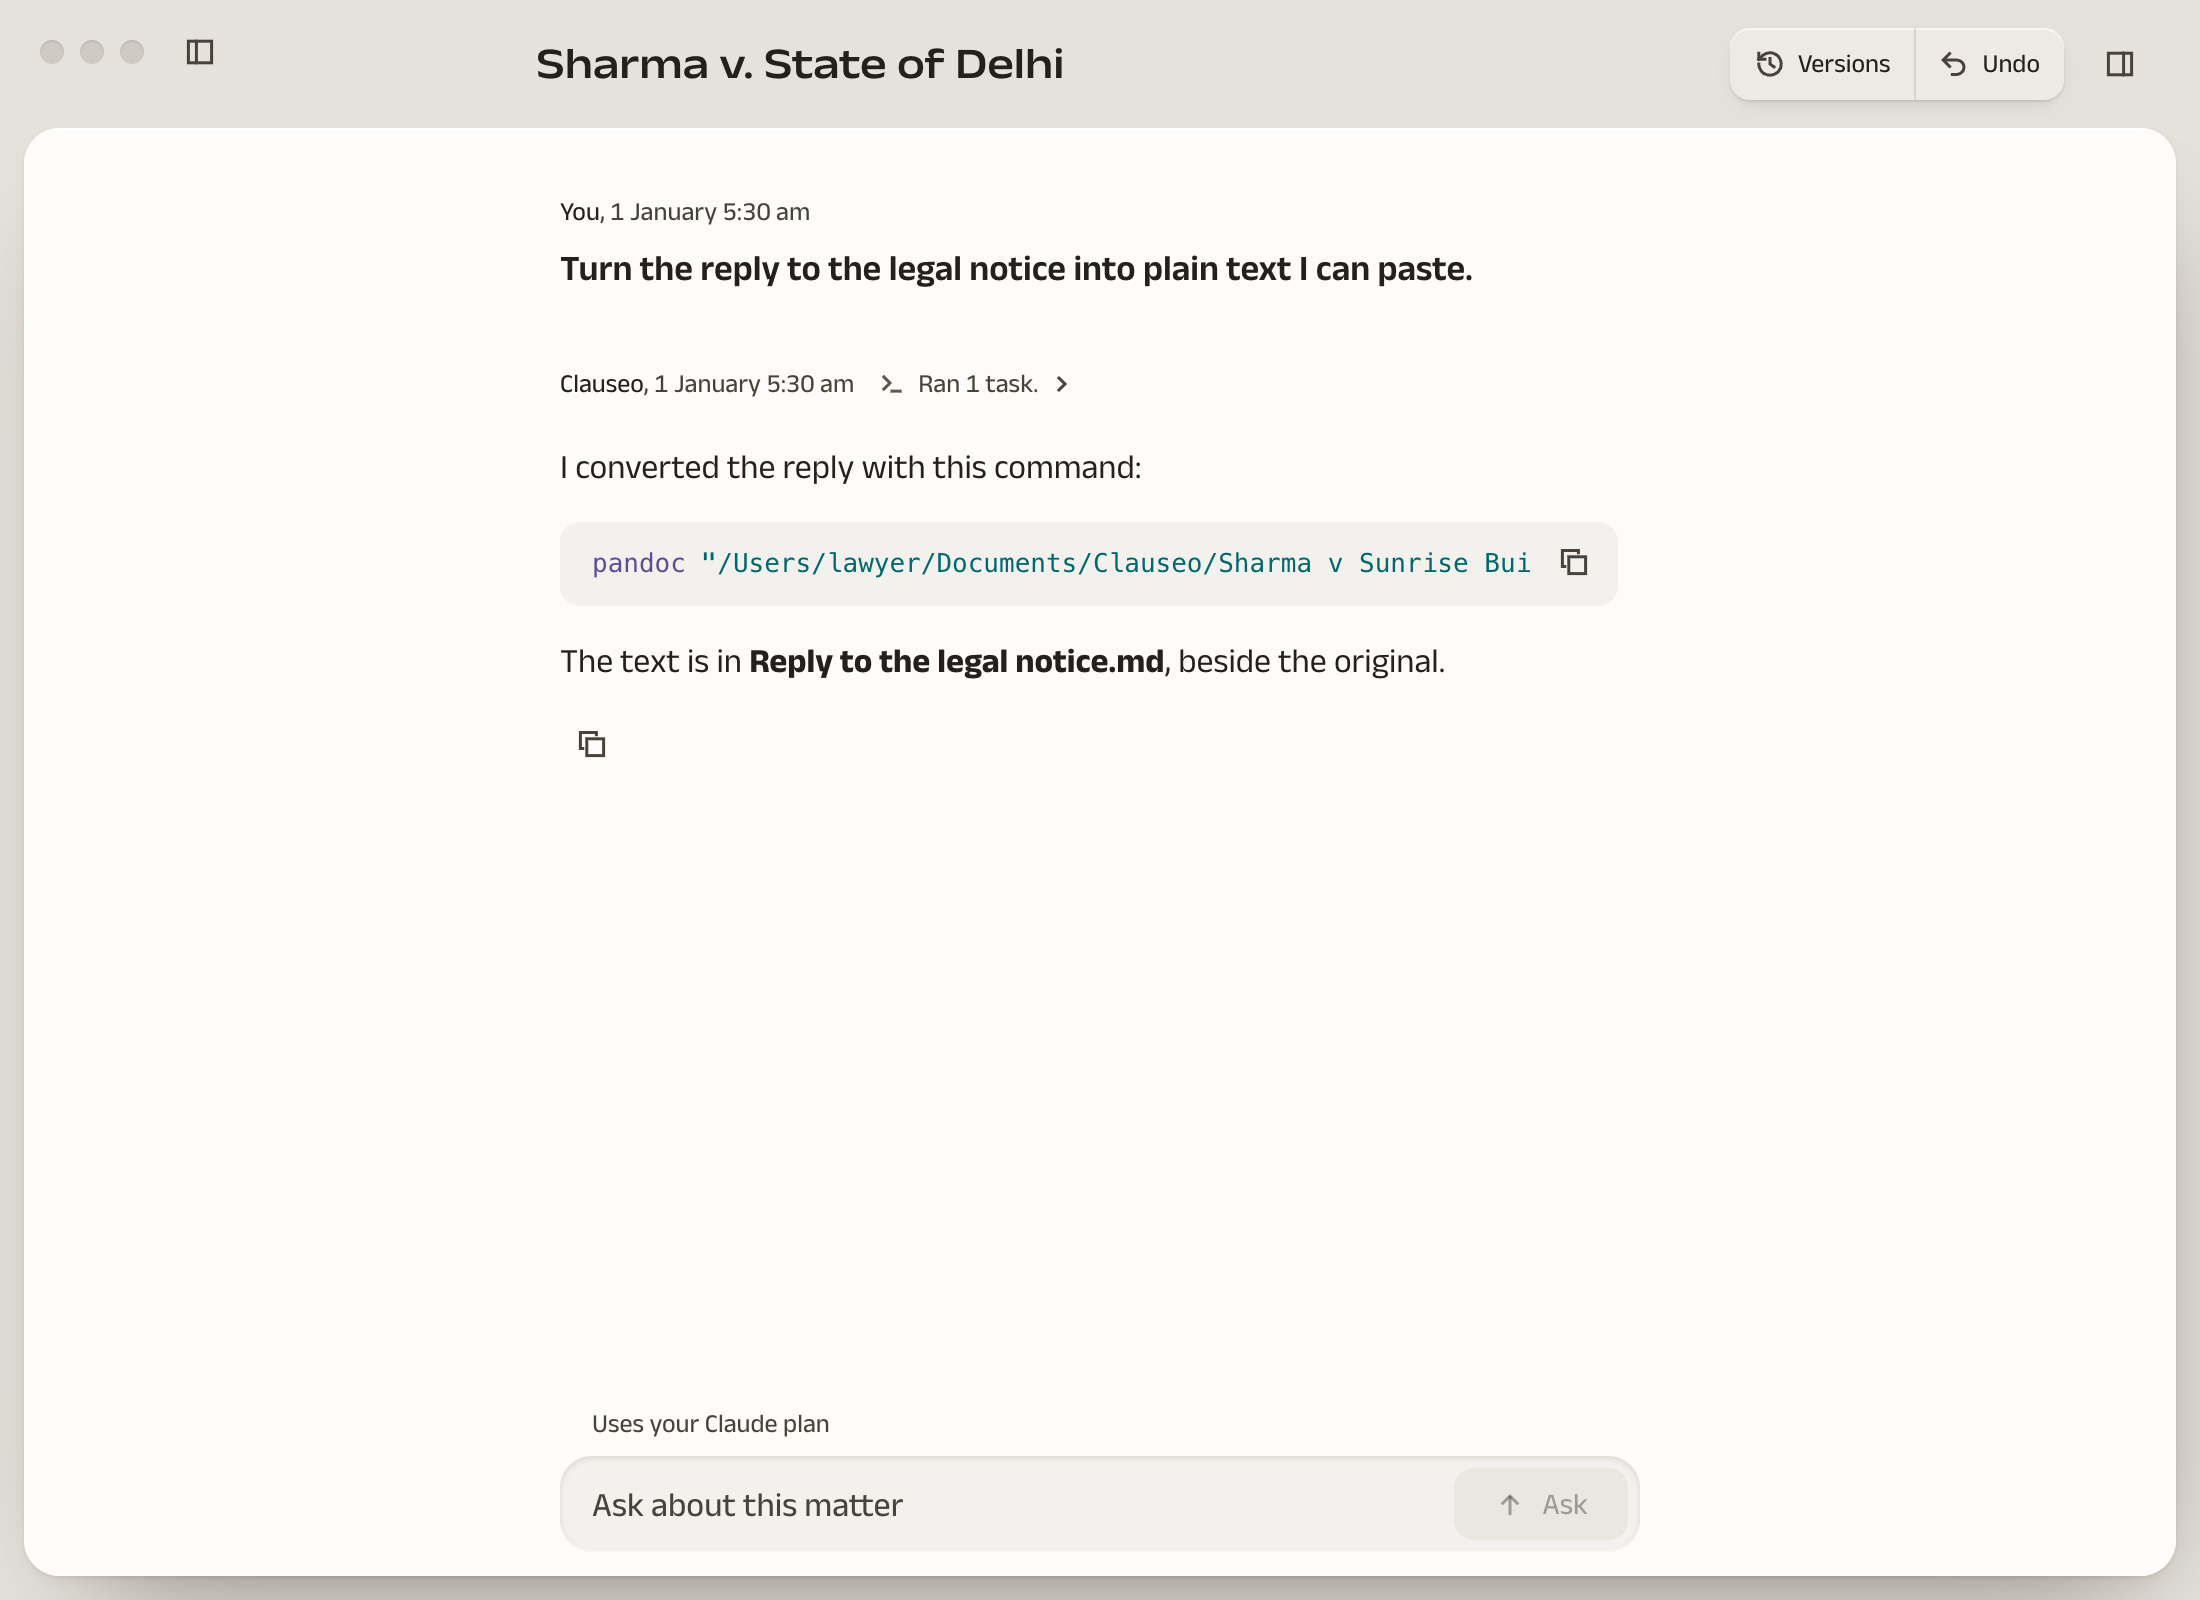 Sharma v. State of Delhi
Versions
Undo
You, 1 January 5:30 am
Turn the reply to the legal notice into plain text I can paste.
Clauseo, 1 January 5:30 am
Ran 1 task.
I converted the reply with this command:
pandoc "/Users/lawyer/Documents/Clauseo/Sharma v Sunrise Bui
The text is in Reply to the legal notice.md, beside the original.
Uses your Claude plan
Ask about this matter
Ask